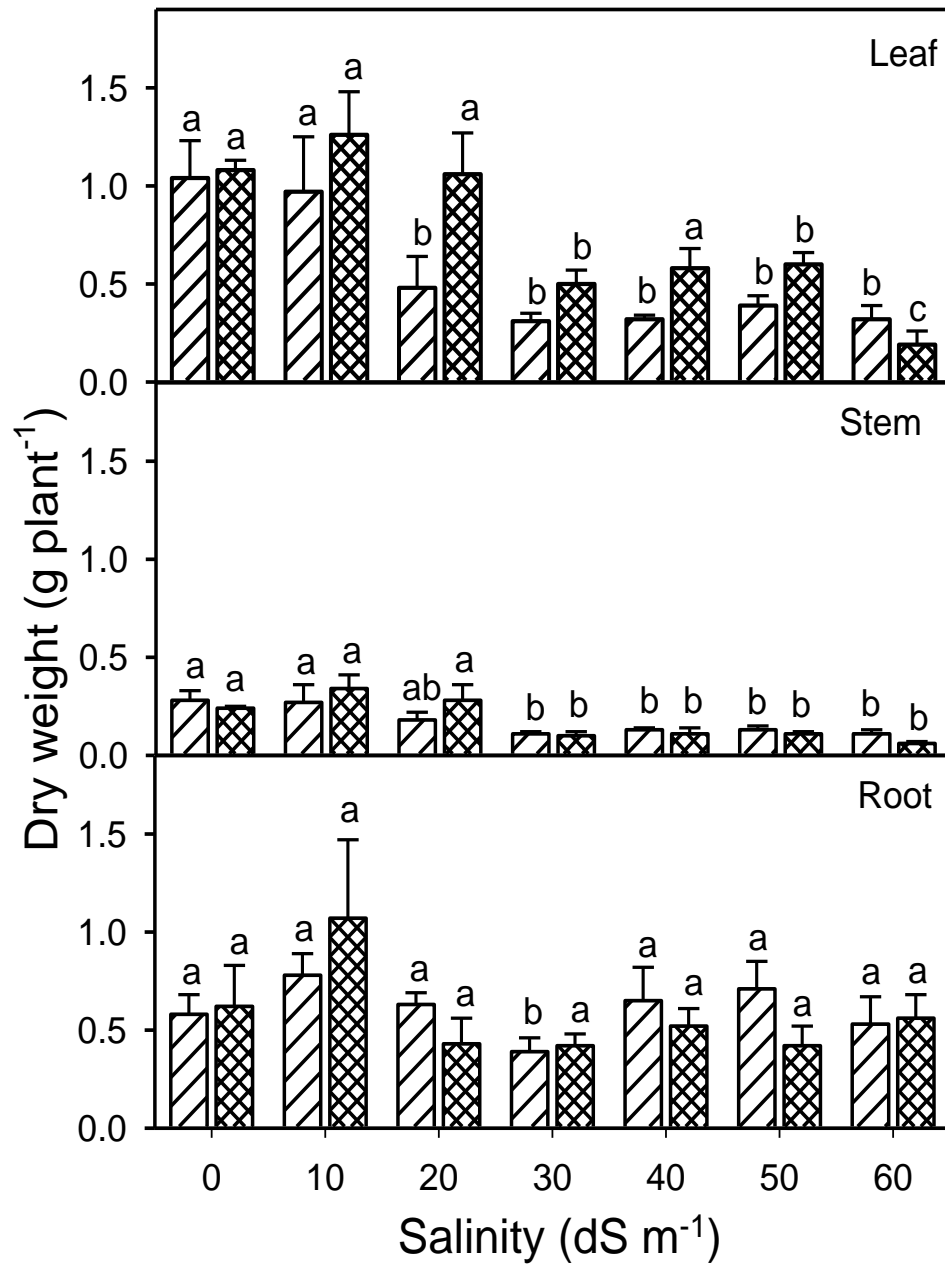 Leaf
1.5
1.0
0.5
0.0
a a a a b a b b b a b b b c
Stem
1.5
1.0
0.5
0.0
a a a a ab a b b b b b b b b
Root
1.5
1.0
0.5
0.0
a a a a a a b a a a a a a a
0 10 20 30 40 50 60
Salinity (dS m⁻¹)
Dry weight (g plant⁻¹)